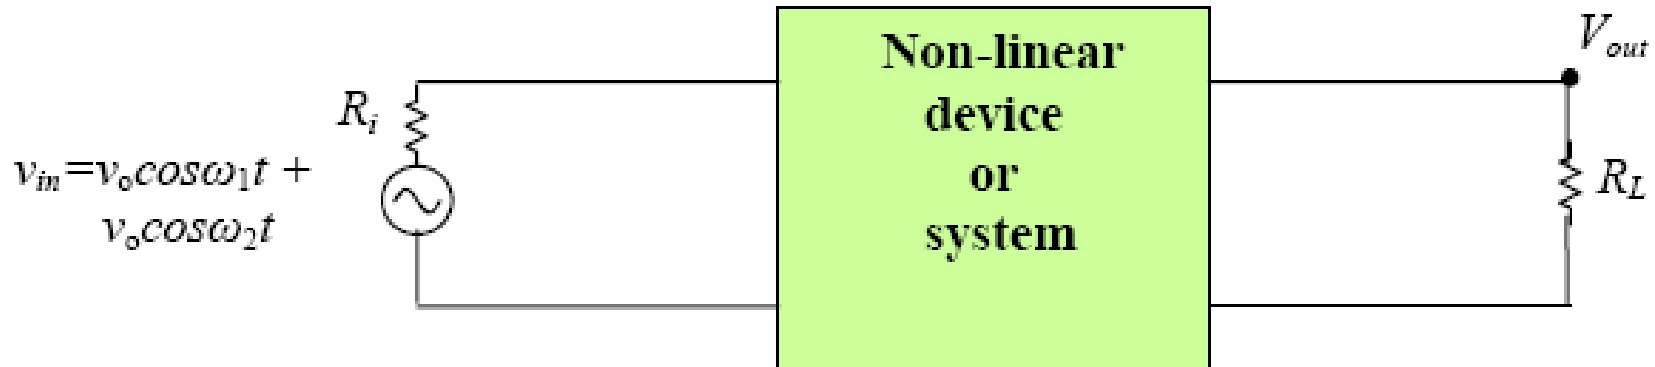 Non-linear
device
or
system
V_out
R_i
v_in=v_o cosω_1t +
v_o cosω_2t
R_L